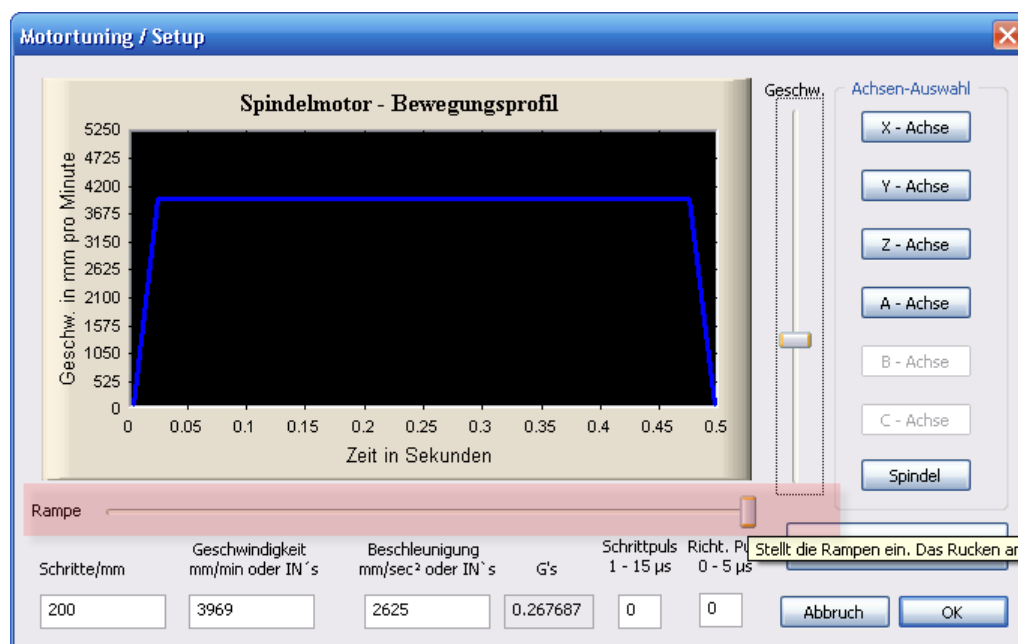 Motortuning / Setup
Spindelmotor - Bewegungsprofil
Geschw. in mm pro Minute
5250
4725
4200
3675
3150
2625
2100
1575
1050
525
0
0 0.05 0.1 0.15 0.2 0.25 0.3 0.35 0.4 0.45 0.5
Zeit in Sekunden
Geschw.
Achsen-Auswahl
X - Achse
Y - Achse
Z - Achse
A - Achse
B - Achse
C - Achse
Spindel
Rampe
Stellt die Rampen ein. Das Rucken
Schritte/mm
Geschwindigkeit
mm/min oder IN´s
Beschleunigung
mm/sec² oder IN`s
G's
Schrittpuls
1 - 15 µs
Richt.
0 - 5 µs
200 3969 2625 0.267687 0 0
Abbruch OK